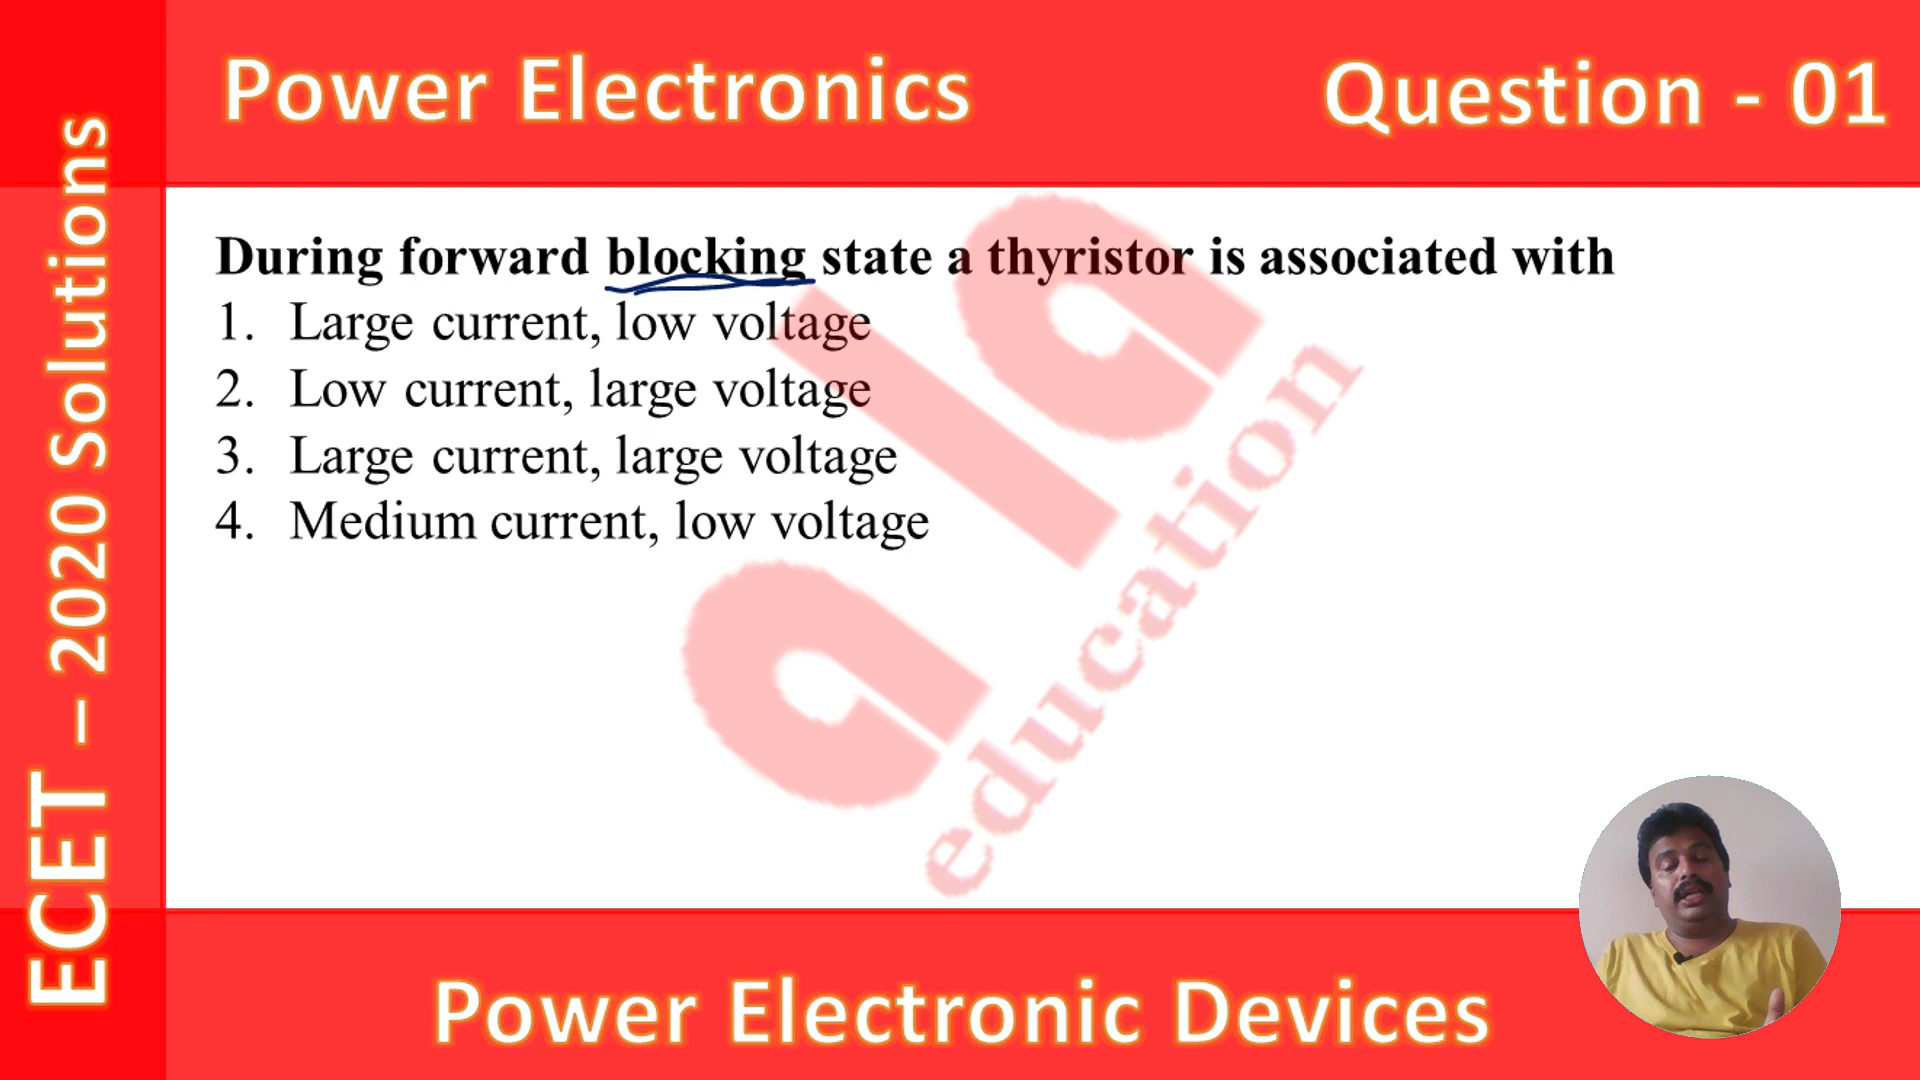 Power Electronics
Question - 01
ECET – 2020 Solutions
During forward blocking state a thyristor is associated with
1. Large current, low voltage
2. Low current, large voltage
3. Large current, large voltage
4. Medium current, low voltage
ala
education
Power Electronic Devices